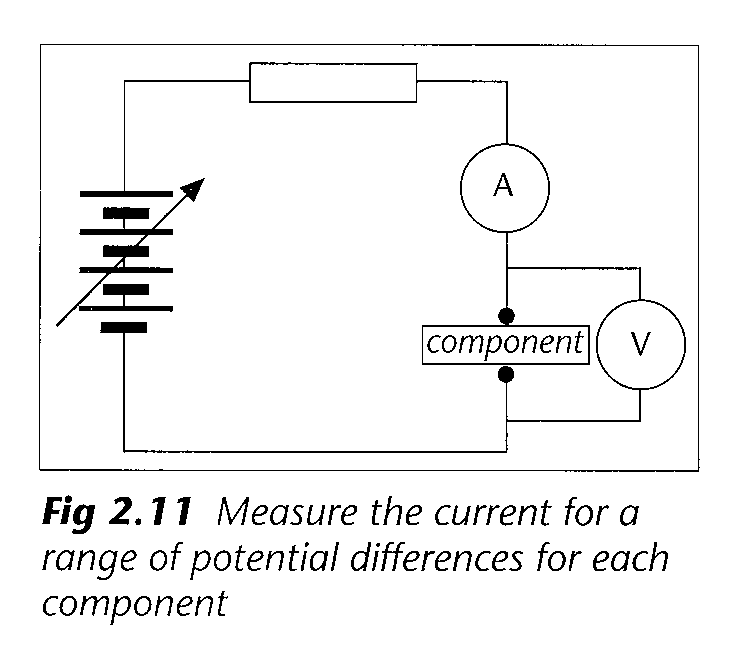 A
component
V
Fig 2.11 Measure the current for a
range of potential differences for each
component